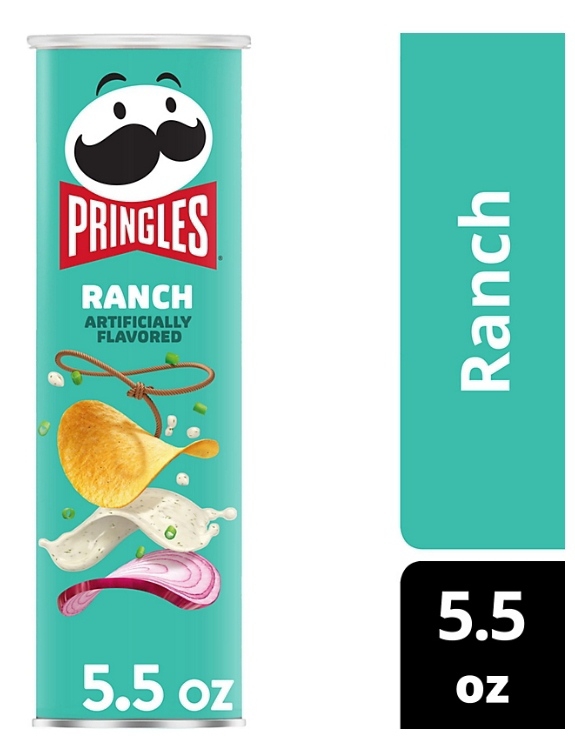 PRINGLES
RANCH
ARTIFICIALLY
FLAVORED
5.5 oz
Ranch
5.5
oz